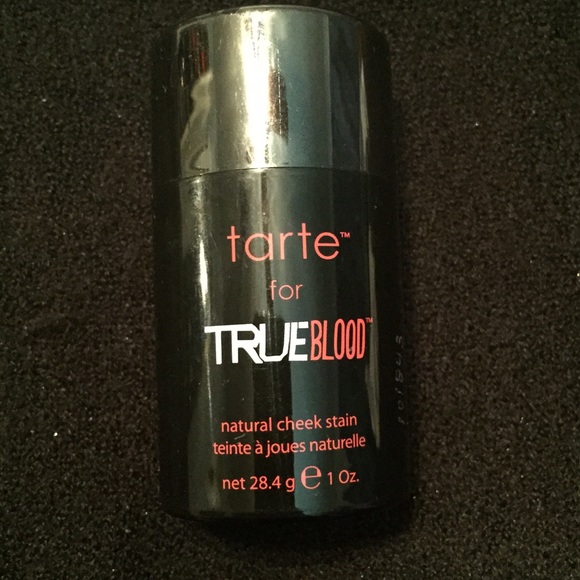 tarte™
for
TRUEBLOOD™
natural cheek stain
teinte à joues naturelle
net 28.4 g ℮ 1 Oz.